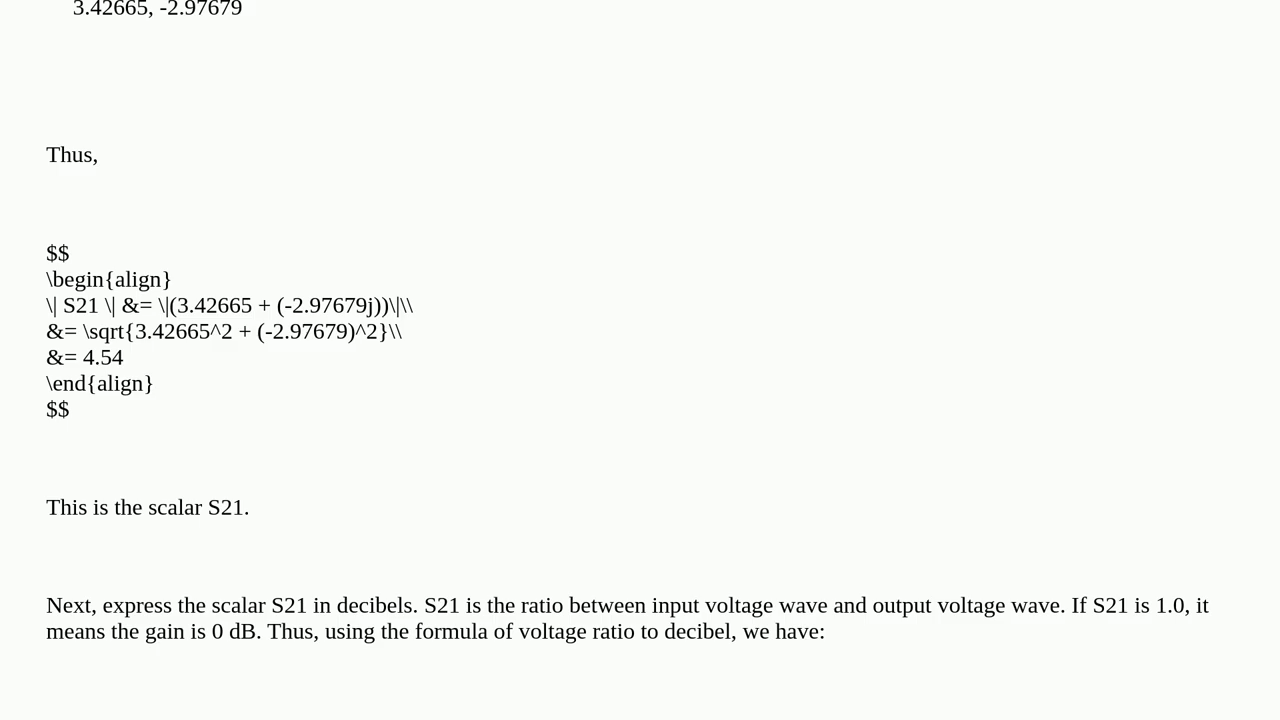 3.42665, -2.97679
Thus,
$$
\begin{align}
\| S21 \| &= \|(3.42665 + (-2.97679j))\|\\
&= \sqrt{3.42665^2 + (-2.97679)^2}\\
&= 4.54
\end{align}
$$
This is the scalar S21.
Next, express the scalar S21 in decibels. S21 is the ratio between input voltage wave and output voltage wave. If S21 is 1.0, it
means the gain is 0 dB. Thus, using the formula of voltage ratio to decibel, we have: